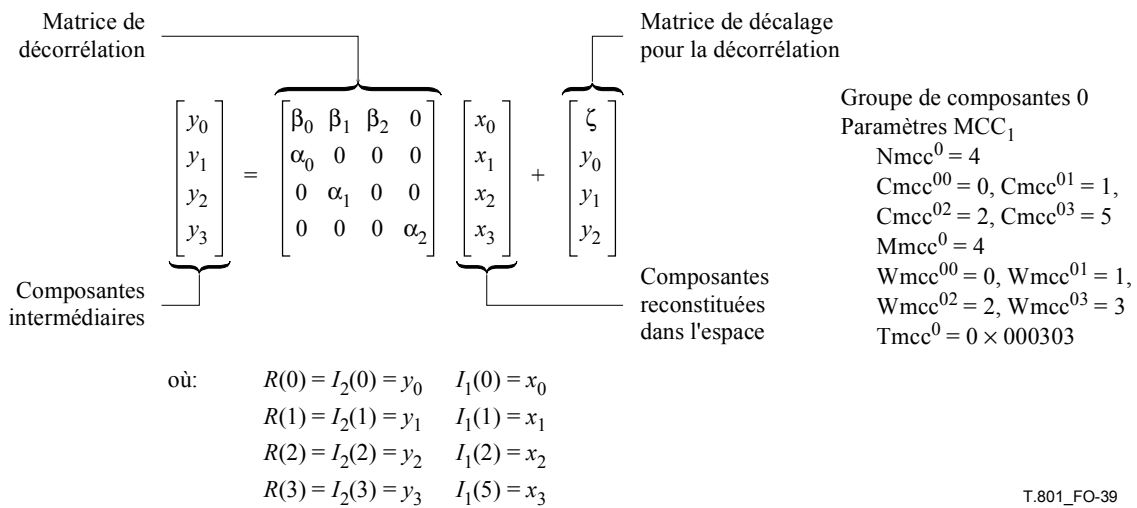 Matrice de
décorrélation
Matrice de décalage
pour la décorrélation
y₀ β₀ β₁ β₂ 0 x₀ ζ
y₁ α₀ 0 0 0 x₁ y₀
= +
y₂ 0 α₁ 0 0 x₂ y₁
y₃ 0 0 0 α₂ x₃ y₂
Composantes
intermédiaires
Composantes
reconstituées
dans l'espace
Groupe de composantes 0
Paramètres MCC₁
Nmcc⁰ = 4
Cmcc⁰⁰ = 0, Cmcc⁰¹ = 1,
Cmcc⁰² = 2, Cmcc⁰³ = 5
Mmcc⁰ = 4
Wmcc⁰⁰ = 0, Wmcc⁰¹ = 1,
Wmcc⁰² = 2, Wmcc⁰³ = 3
Tmcc⁰ = 0 × 000303
où: R(0) = I₂(0) = y₀ I₁(0) = x₀
R(1) = I₂(1) = y₁ I₁(1) = x₁
R(2) = I₂(2) = y₂ I₁(2) = x₂
R(3) = I₂(3) = y₃ I₁(5) = x₃
T.801_FO-39